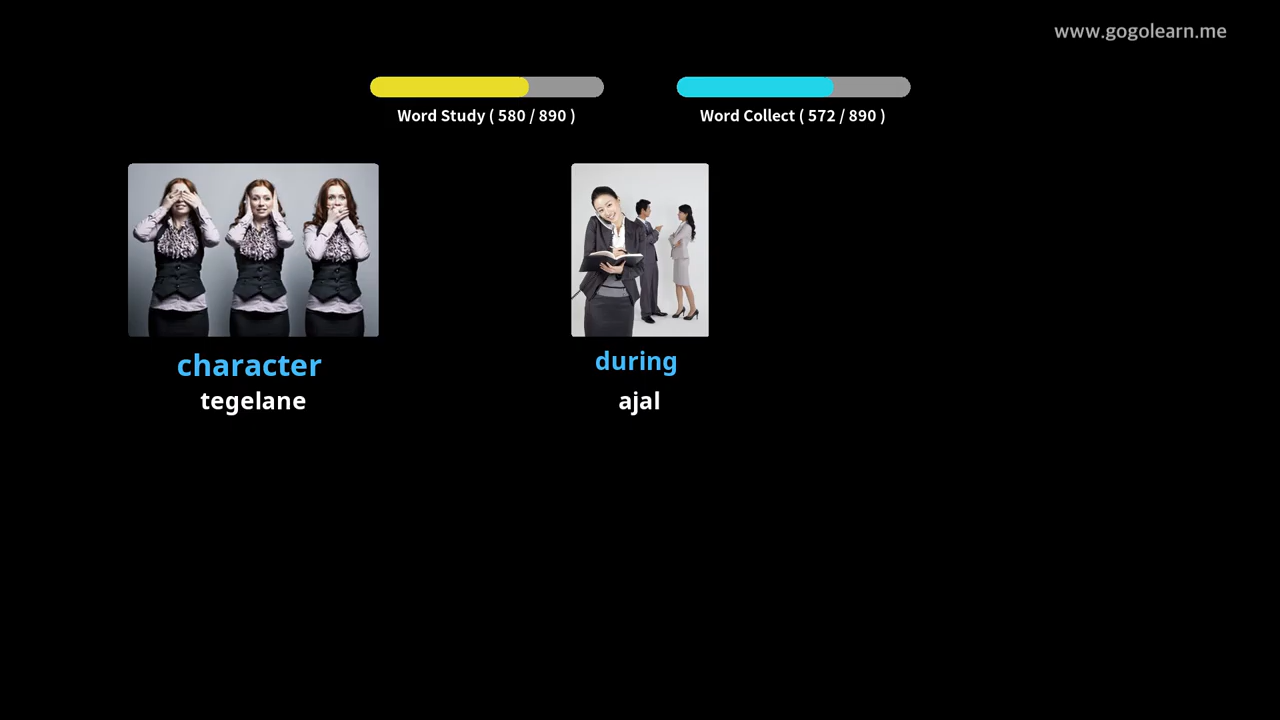 www.gogolearn.me
Word Study ( 580 / 890 )
Word Collect ( 572 / 890 )
character
tegelane
during
ajal